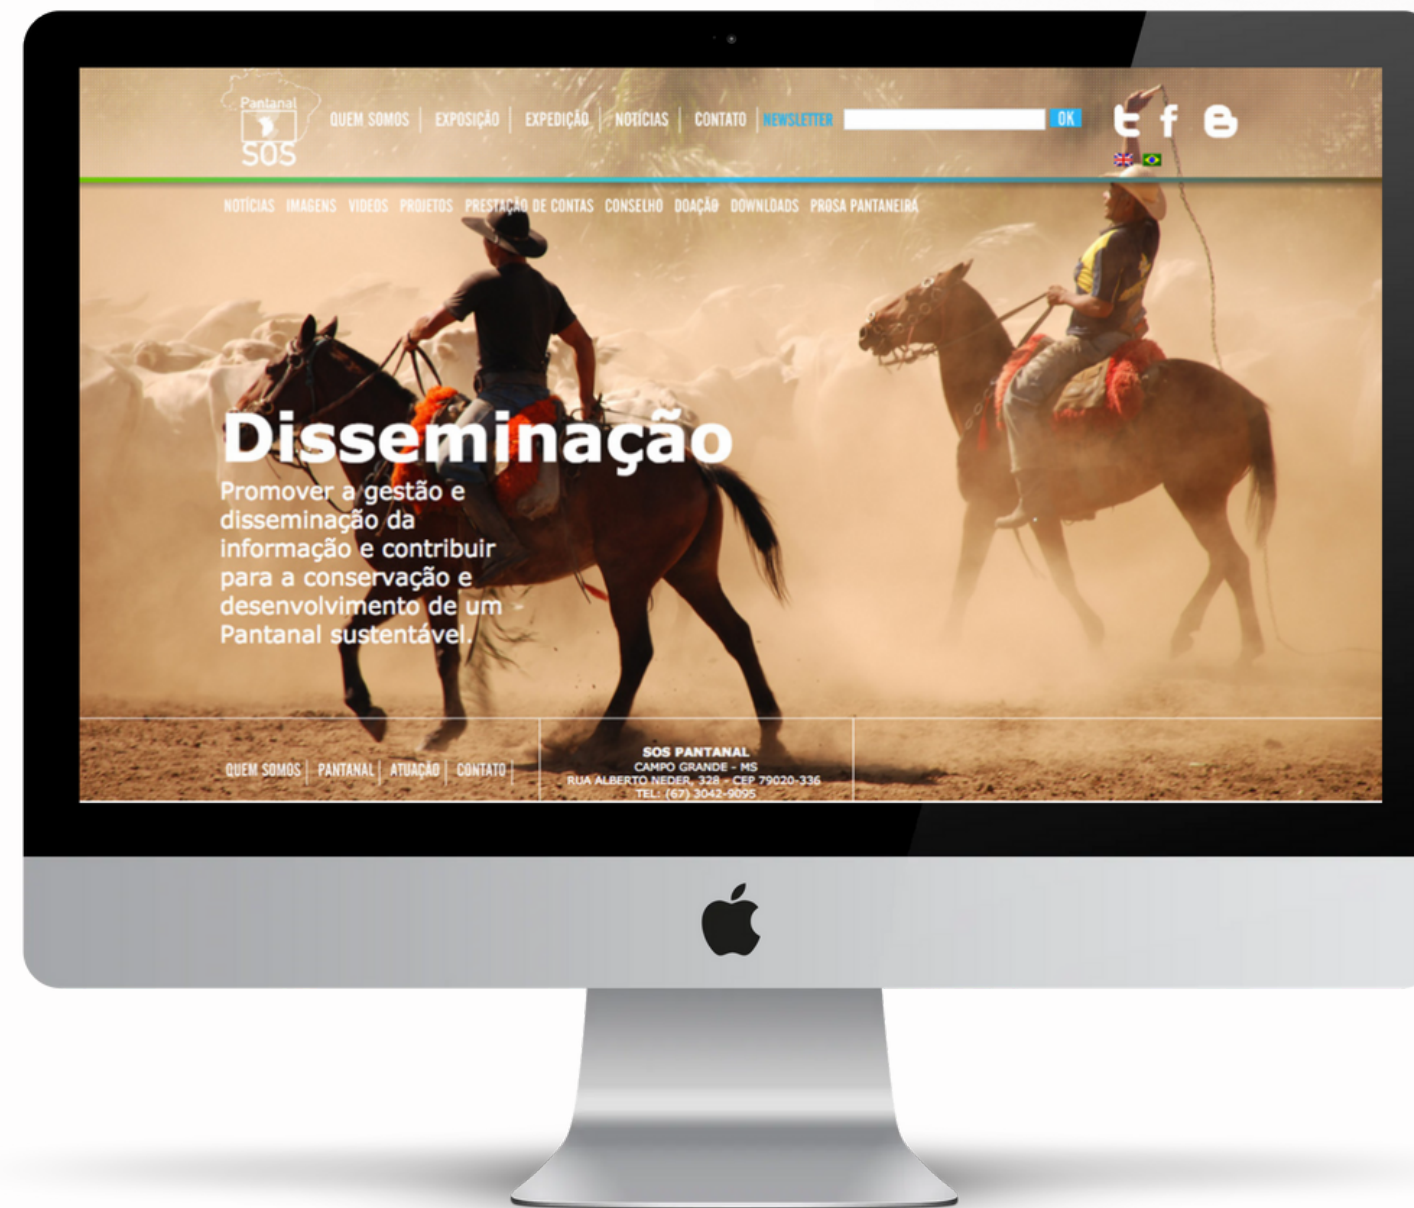 Pantanal
SOS
QUEM SOMOS
EXPOSIÇÃO
EXPEDIÇÃO
NOTÍCIAS
CONTATO
NEWSLETTER
OK
NOTÍCIAS IMAGENS VIDEOS PROJETOS PRESTAÇÃO DE CONTAS CONSELHO DOAÇÃO DOWNLOADS PROSA PANTANEIRA
Disseminação
Promover a gestão e
disseminação da
informação e contribuir
para a conservação e
desenvolvimento de um
Pantanal sustentável.
QUEM SOMOS
PANTANAL
ATUAÇÃO
CONTATO
SOS PANTANAL
CAMPO GRANDE - MS
RUA ALBERTO NEDER, 328 - CEP 79020-336
TEL: (67) 3042-9095